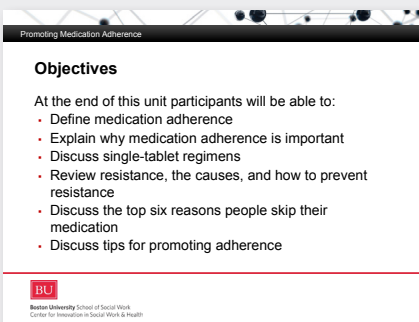 Promoting Medication Adherence
Objectives
At the end of this unit participants will be able to:
• Define medication adherence
• Explain why medication adherence is important
• Discuss single-tablet regimens
• Review resistance, the causes, and how to prevent
resistance
• Discuss the top six reasons people skip their
medication
• Discuss tips for promoting adherence
BU
Boston University School of Social Work
Center for Innovation in Social Work & Health